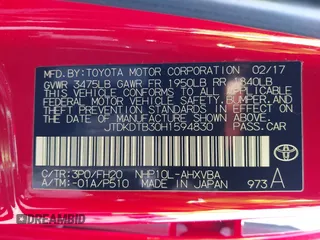 MFD. BY:TOYOTA MOTOR CORPORATION 02/17
GVWR 3475LB GAWR FR 1950LB RR 1840LB
THIS VEHICLE CONFORMS TO ALL APPLICABLE
FEDERAL MOTOR VEHICLE SAFETY, BUMPER, AND
THEFT PREVENTION STANDARDS IN EFFECT ON
THE DATE OF MANUFACTURE SHOWN ABOVE.
JTDKDTB30H1594830 PASS.CAR
C/TR:3P0/FH20 NHP10L-AHXVBA
A/TM:-01A/P510 MADE IN JAPAN 973 A
DREAMBID